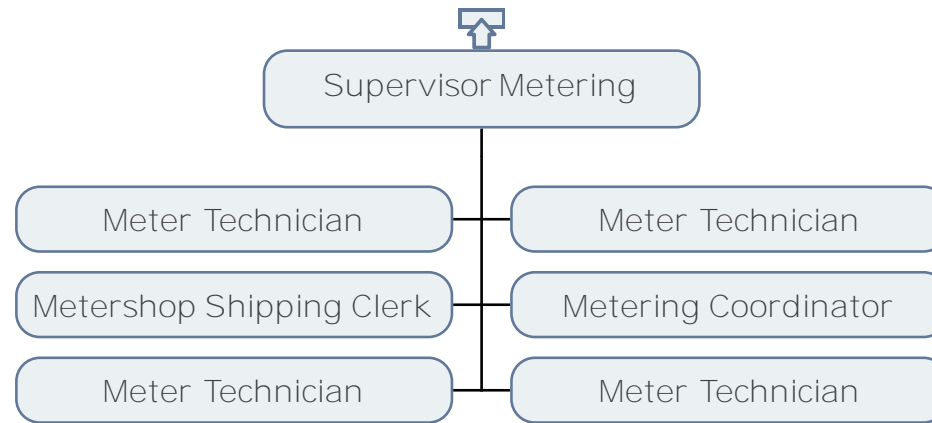 Supervisor Metering
Meter Technician
Meter Technician
Metershop Shipping Clerk
Metering Coordinator
Meter Technician
Meter Technician